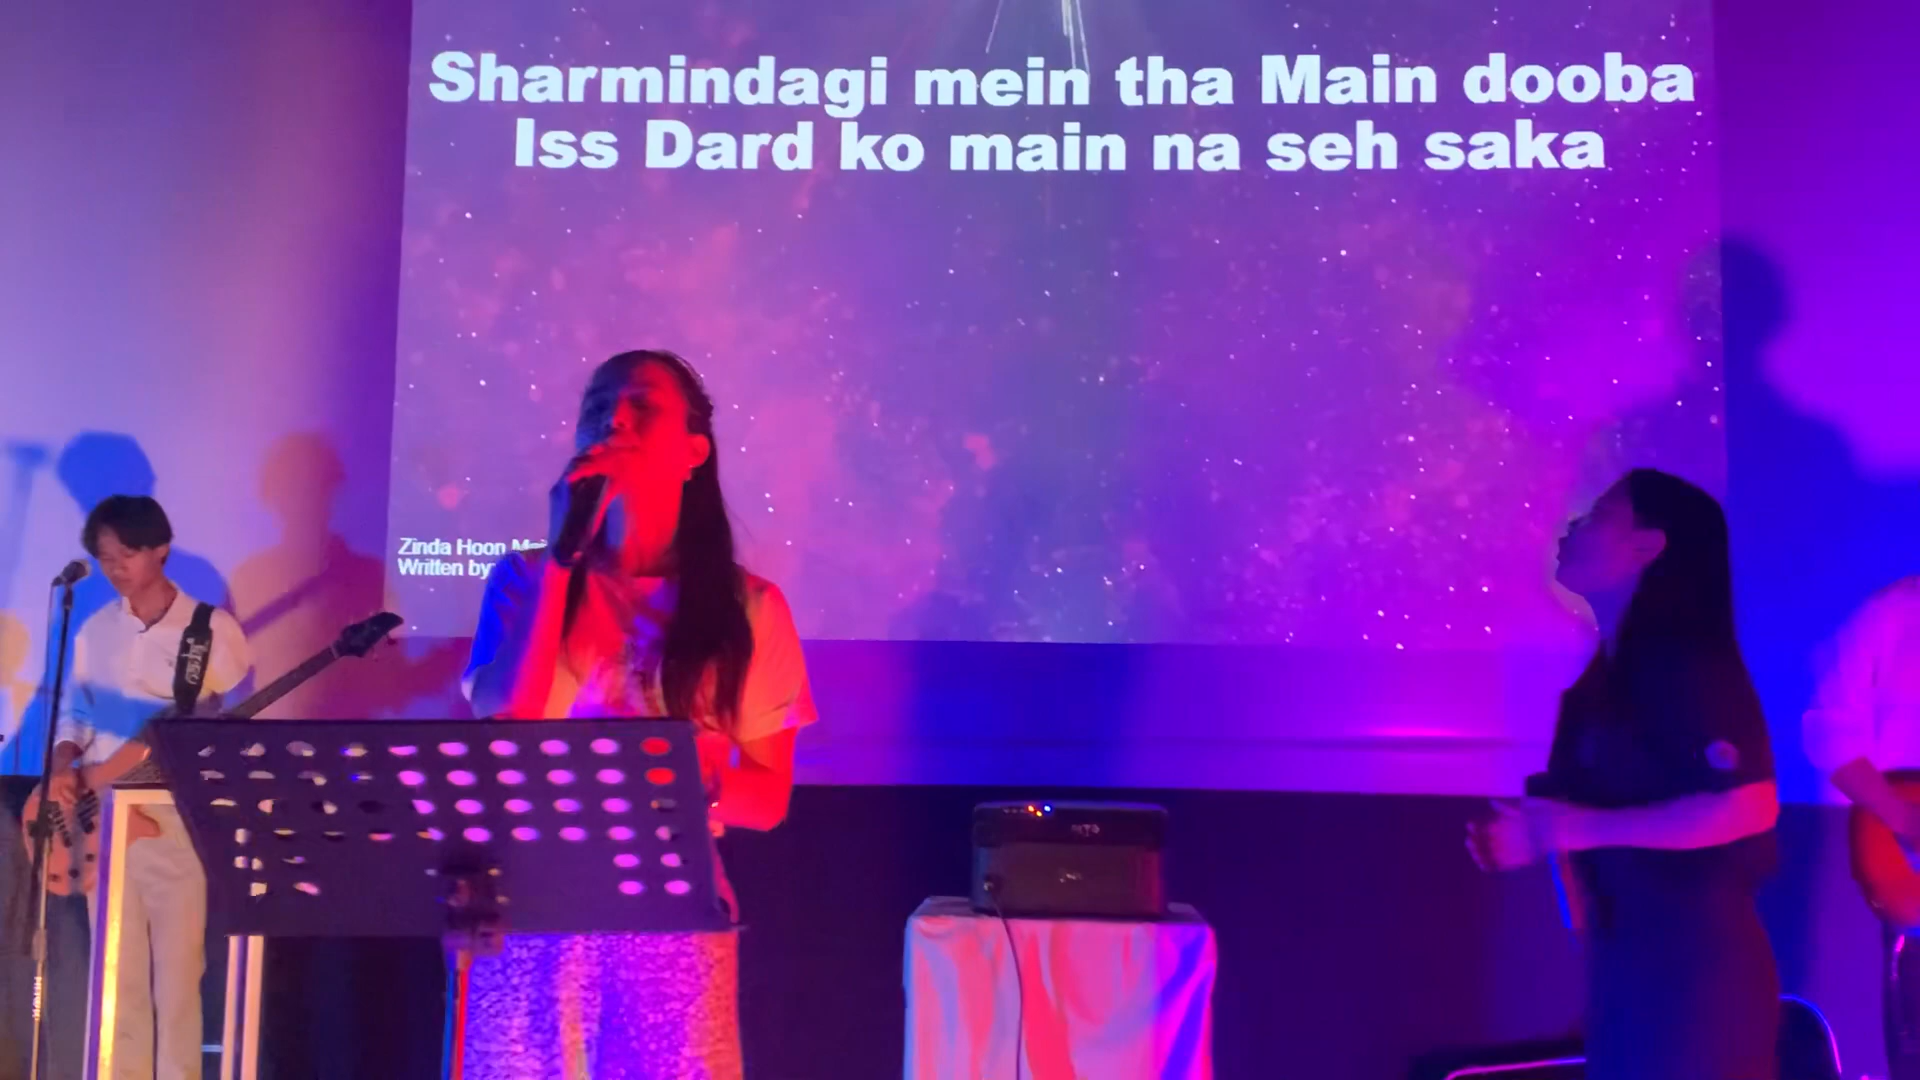 Sharmindagi mein tha Main dooba
Iss Dard ko main na seh saka
Zinda Hoon
Written by